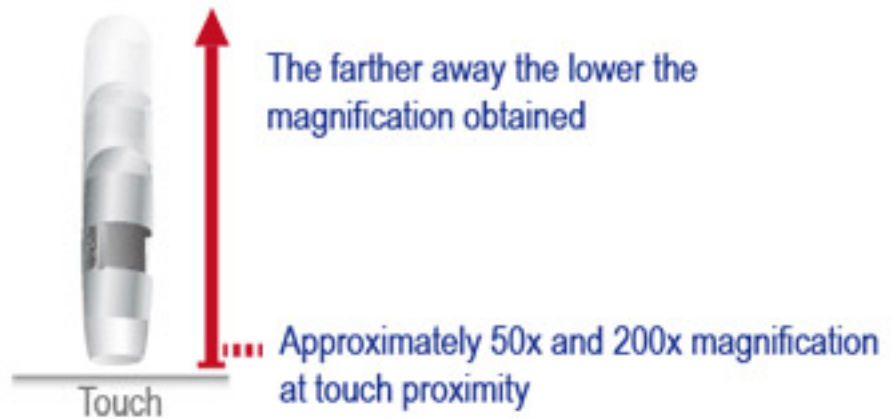 The farther away the lower the
magnification obtained
Approximately 50x and 200x magnification
at touch proximity
Touch